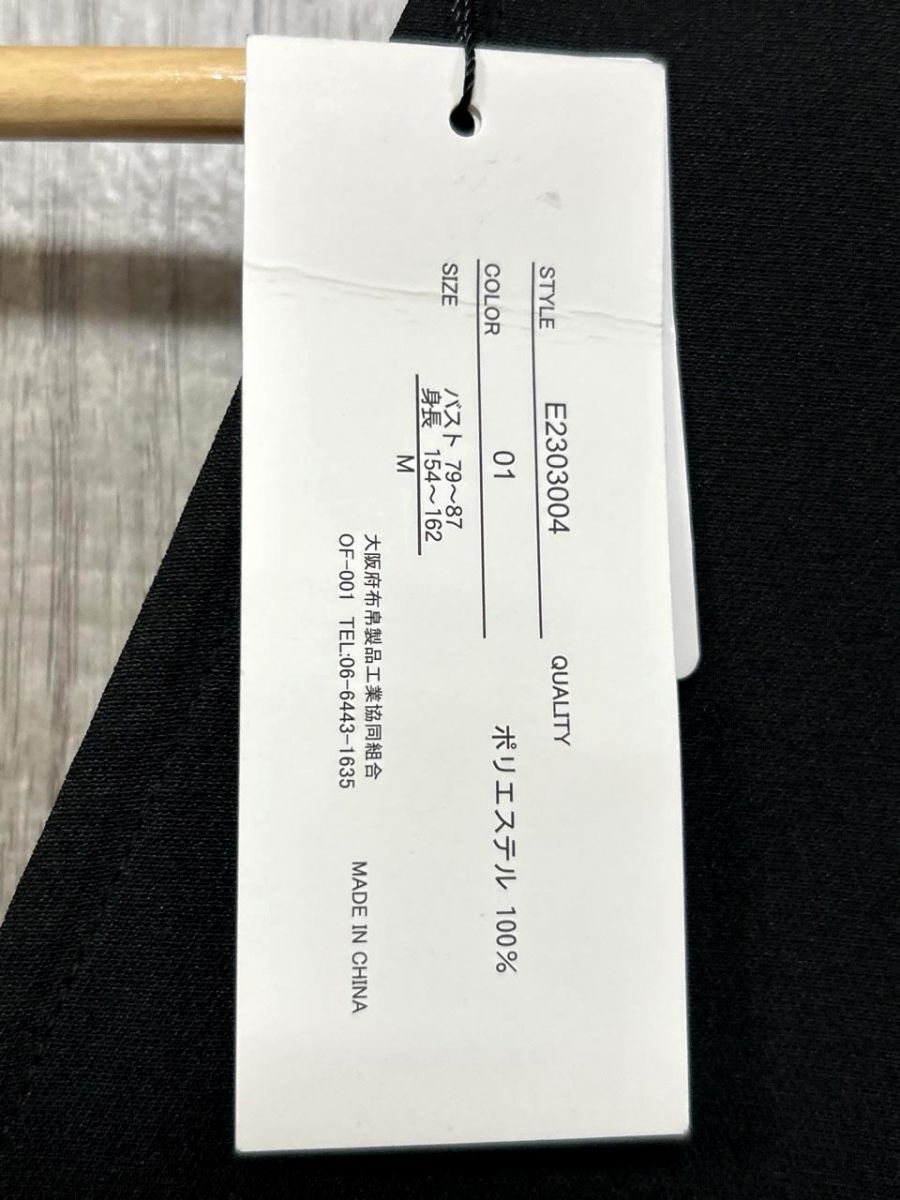 STYLE E2303004
COLOR 01
SIZE バスト 79～87
身長 154～162
M
QUALITY
ポリエステル 100%
大阪府布帛製品工業協同組合
OF-001 TEL:06-6443-1635
MADE IN CHINA